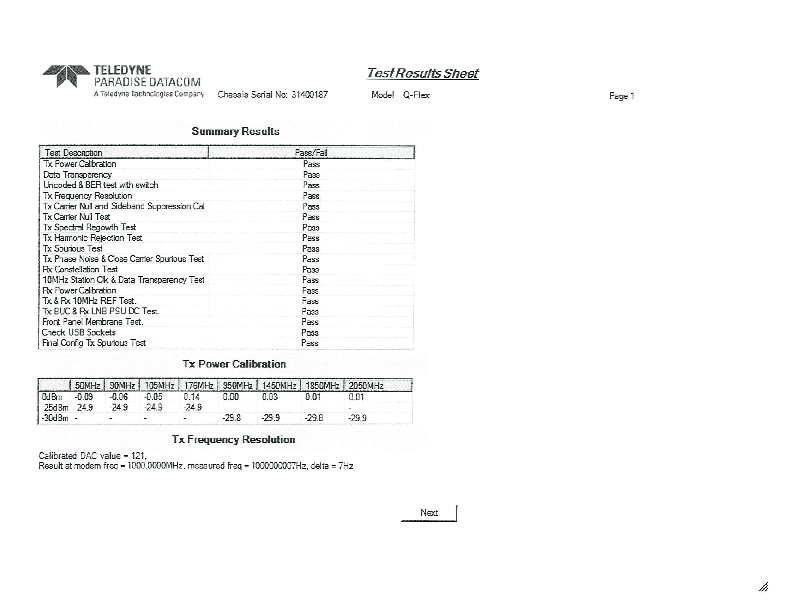 TELEDYNE
PARADISE DATACOM
A Teledyne Technologies Company
Chassis Serial No: 31400187
Test Results Sheet
Model Q-Flex
Page 1
Summary Results
Test Description Pass/Fail
Tx Power Calibration Pass
Data Transparency Pass
Uncoded & BER test with switch Pass
Tx Frequency Resolution Pass
Tx Carrier Null and Sideband Suppression Cal Pass
Tx Carrier Null Test Pass
Tx Spectral Regowth Test Pass
Tx Harmonic Rejection Test Pass
Tx Spurious Test Pass
Tx Phase Noise & Close Carrier Spurious Test Pass
Rx Constellation Test Pass
10MHz Station Clk & Data Transparency Test Pass
Rx Power Calibration Pass
Tx & Rx 10MHz REF Test. Pass
Tx BUC & Rx LNB PSU DC Test. Pass
Front Panel Membrane Test. Pass
Check USB Sockets Pass
Final Config Tx Spurious Test Pass
Tx Power Calibration
50MHz 90MHz 105MHz 176MHz 950MHz 1450MHz 1850MHz 2050MHz
0dBm -0.09 -0.06 -0.05 0.14 0.00 0.03 0.01 0.01
-25dBm -24.9 -24.9 -24.9 -24.9 -
-30dBm - - - - -29.8 -29.9 -29.8 -29.9
Tx Frequency Resolution
Calibrated DAC value = 121,
Result at modem freq = 1000.0000MHz, measured freq = 1000000007Hz, delta = 7Hz
Next